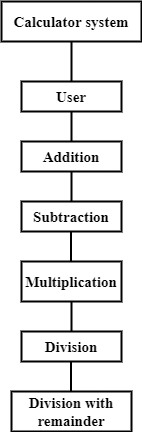 Calculator system
User
Addition
Subtraction
Multiplication
Division
Division with
remainder